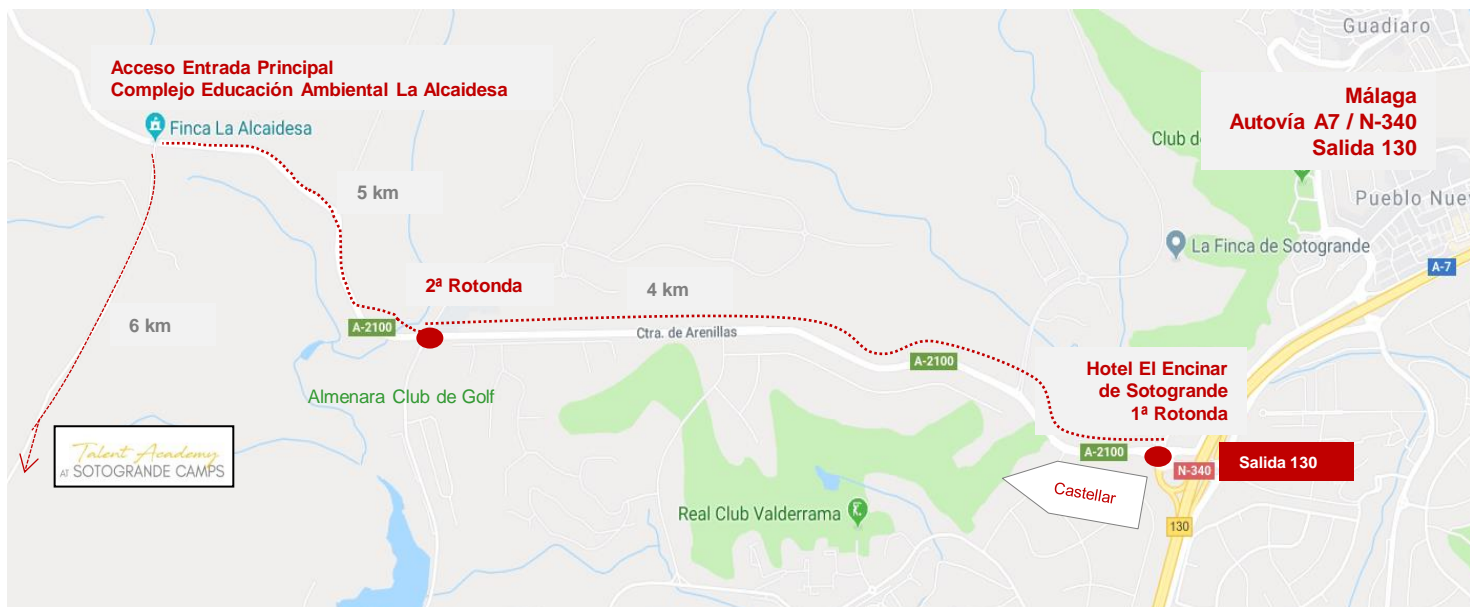 Guadiaro
Acceso Entrada Principal
Complejo Educación Ambiental La Alcaidesa
Málaga
Autovía A7 / N-340
Salida 130
Finca La Alcaidesa
Club de
5 km
Pueblo Nuev
La Finca de Sotogrande
A-7
2ª Rotonda
4 km
6 km
A-2100
Ctra. de Arenillas
A-2100
Hotel El Encinar
de Sotogrande
1ª Rotonda
Almenara Club de Golf
Talent Academy
AT SOTOGRANDE CAMPS
A-2100
N-340
Salida 130
Castellar
Real Club Valderrama
130